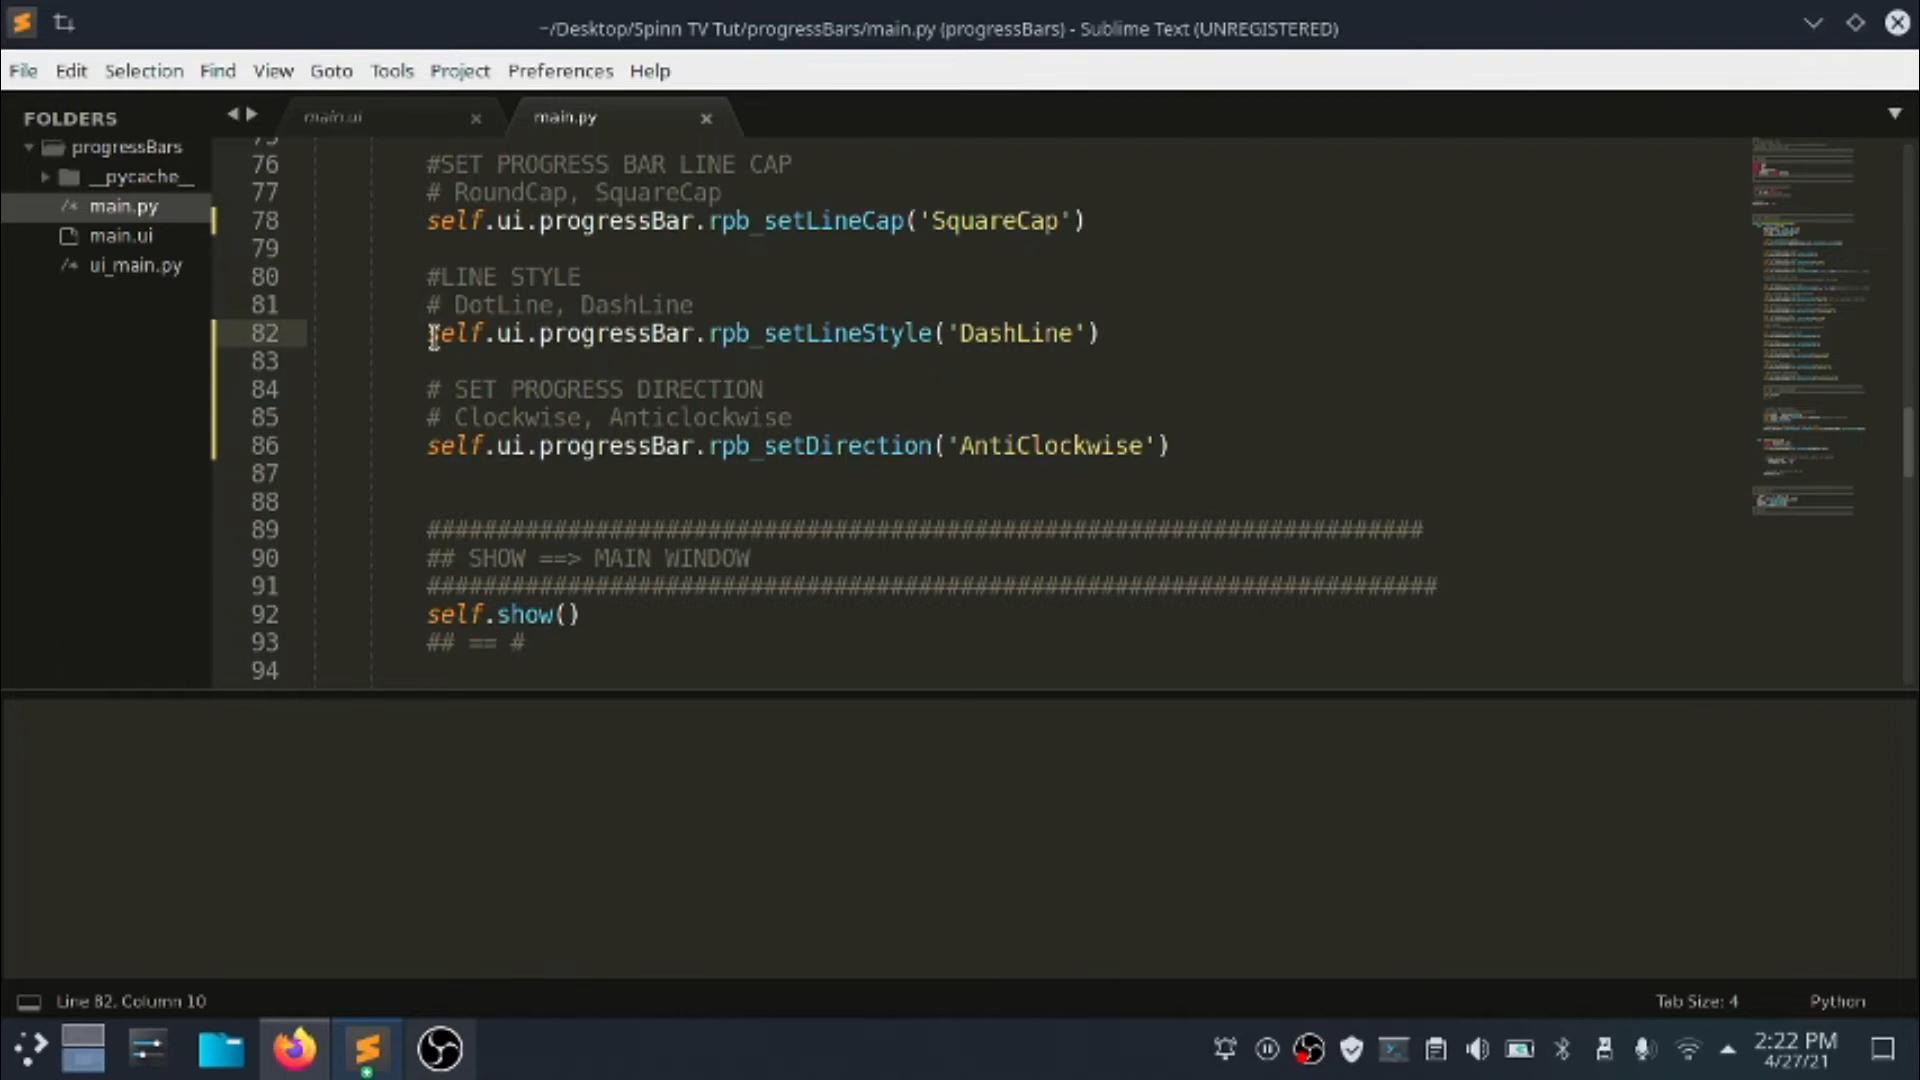 ~/Desktop/Spinn TV Tut/progressBars/main.py (progressBars) - Sublime Text (UNREGISTERED)
File Edit Selection Find View Goto Tools Project Preferences Help
FOLDERS
progressBars
__pycache__
main.py
main.ui
ui_main.py
main.ui
main.py
76 #SET PROGRESS BAR LINE CAP
77 # RoundCap, SquareCap
78 self.ui.progressBar.rpb_setLineCap('SquareCap')
79
80 #LINE STYLE
81 # DotLine, DashLine
82 self.ui.progressBar.rpb_setLineStyle('DashLine')
83
84 # SET PROGRESS DIRECTION
85 # Clockwise, Anticlockwise
86 self.ui.progressBar.rpb_setDirection('AntiClockwise')
87
88
89 #######################################################################
90 ## SHOW ==> MAIN WINDOW
91 ########################################################################
92 self.show()
93 ## == #
94
Line 82, Column 10
Tab Size: 4
Python
2:22 PM
4/27/21